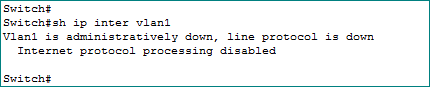 Switch#
Switch#sh ip inter vlan1
Vlan1 is administratively down, line protocol is down
  Internet protocol processing disabled

Switch#